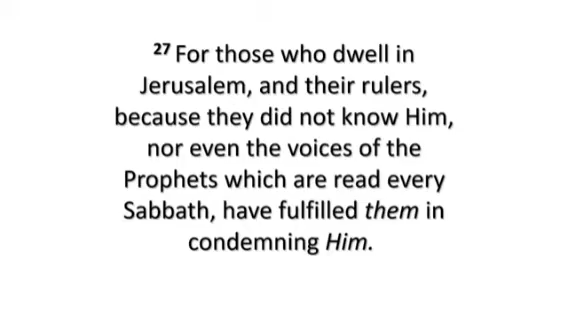 27 For those who dwell in
Jerusalem, and their rulers,
because they did not know Him,
nor even the voices of the
Prophets which are read every
Sabbath, have fulfilled them in
condemning Him.